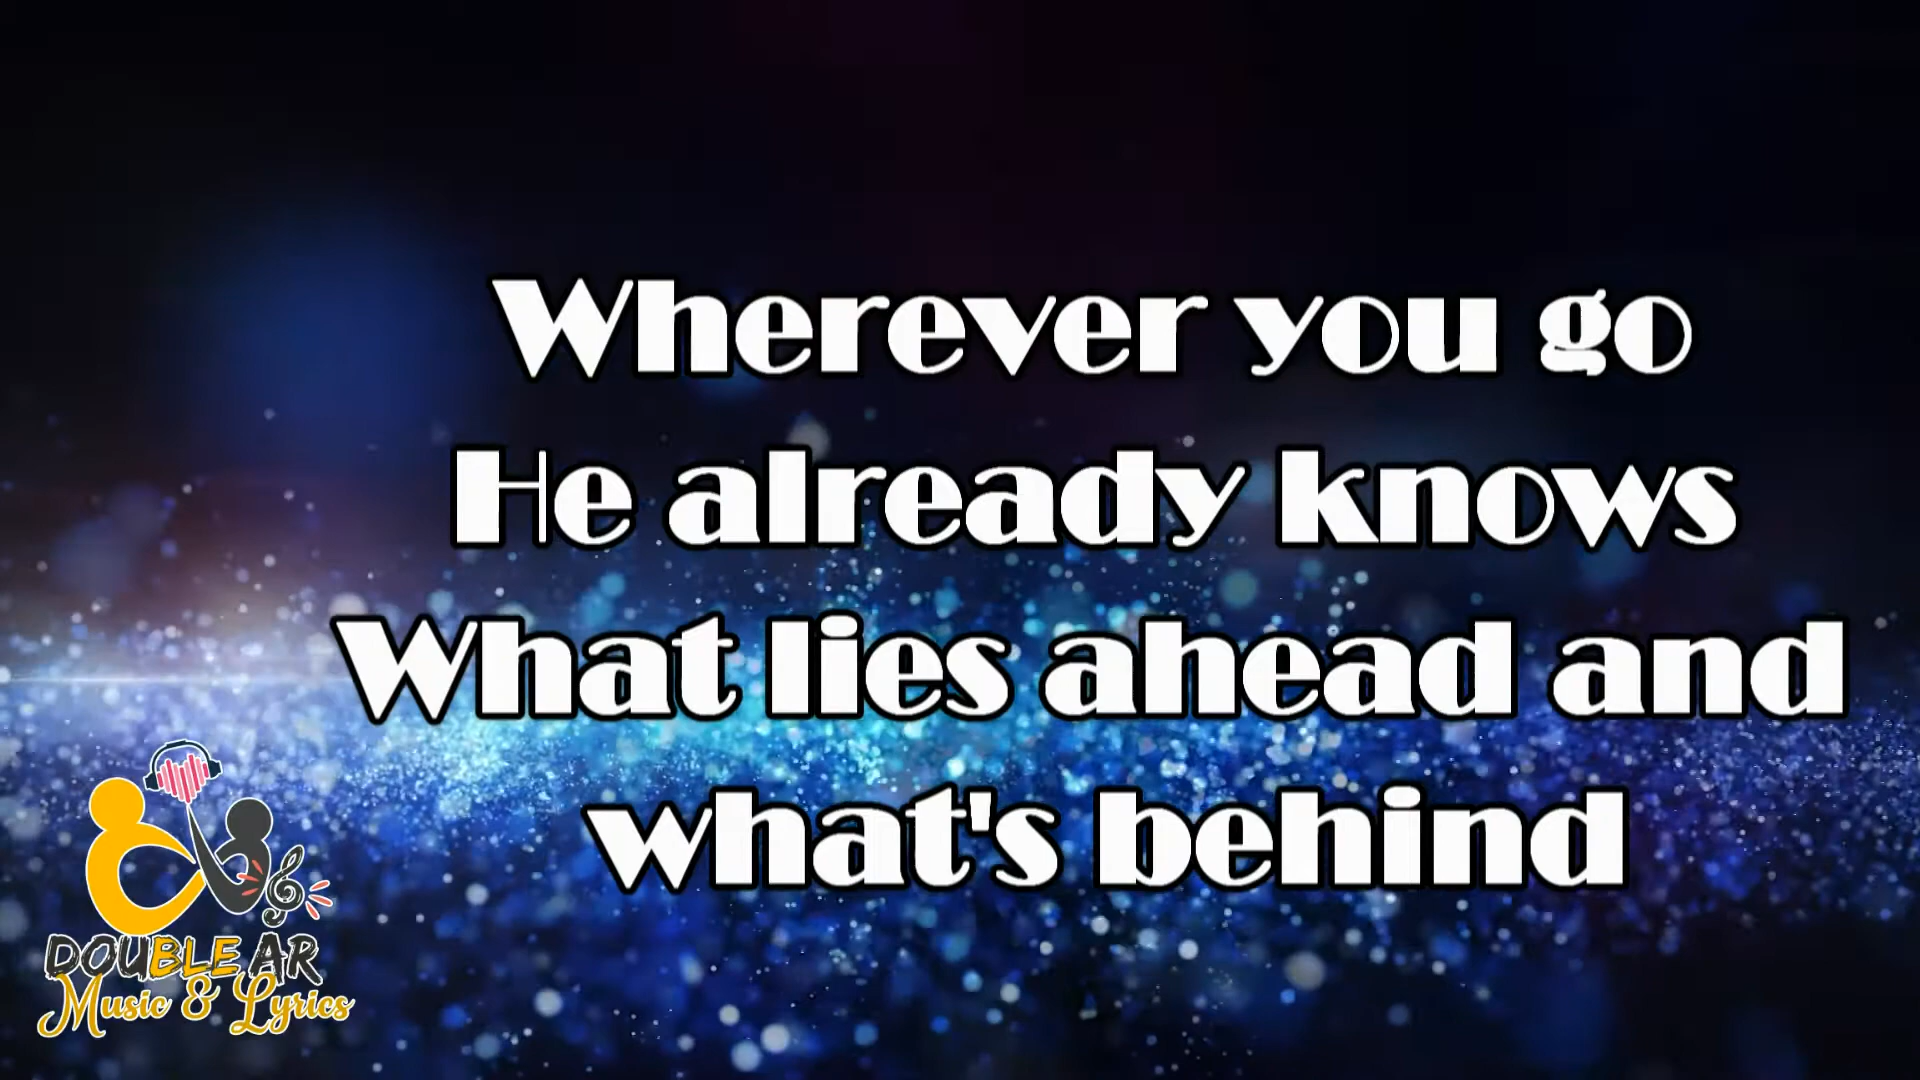 Wherever you go
He already knows
What lies ahead and
what's behind
DOUBLE AR
Music & Lyrics